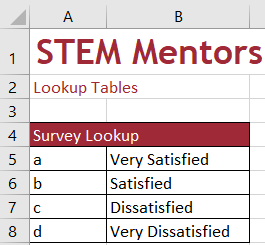 A B
1 STEM Mentors
2 Lookup Tables
3
4 Survey Lookup
5 a Very Satisfied
6 b Satisfied
7 c Dissatisfied
8 d Very Dissatisfied